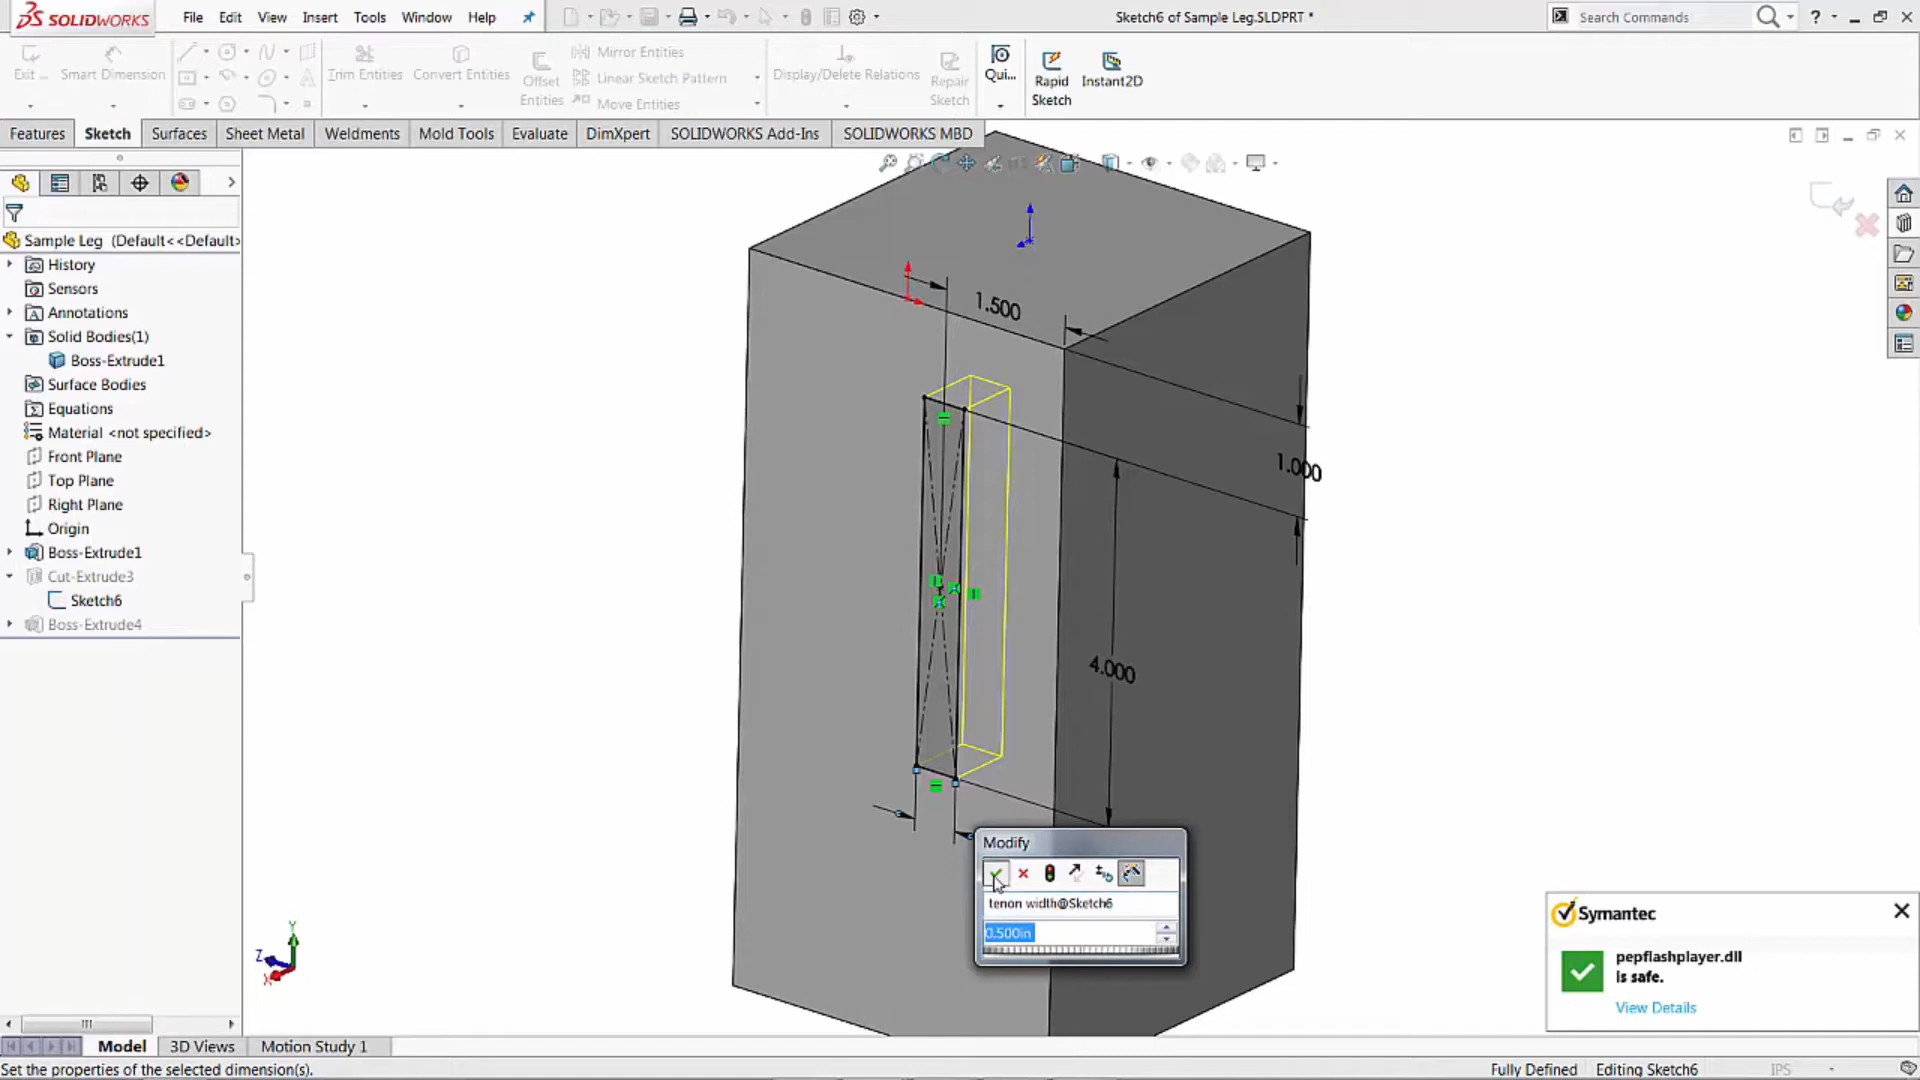 SOLIDWORKS
File Edit View Insert Tools Window Help
Sketch6 of Sample Leg.SLDPRT *
Search Commands
?
Exit ...
Smart Dimension
Trim Entities
Convert Entities
Offset
Entities
Mirror Entities
Linear Sketch Pattern
Move Entities
Display/Delete Relations
Repair
Sketch
Qui...
Rapid
Sketch
Instant2D
Features
Sketch
Surfaces
Sheet Metal
Weldments
Mold Tools
Evaluate
DimXpert
SOLIDWORKS Add-Ins
SOLIDWORKS MBD
Sample Leg (Default<<Default>
History
Sensors
Annotations
Solid Bodies(1)
Boss-Extrude1
Surface Bodies
Equations
Material <not specified>
Front Plane
Top Plane
Right Plane
Origin
Boss-Extrude1
Cut-Extrude3
Sketch6
Boss-Extrude4
1.500
1.000
4.000
Modify
tenon width@Sketch6
0.500in
Y
Z
X
Symantec
pepflashplayer.dll
is safe.
View Details
Model
3D Views
Motion Study 1
Set the properties of the selected dimension(s).
Fully Defined
Editing Sketch6
IPS